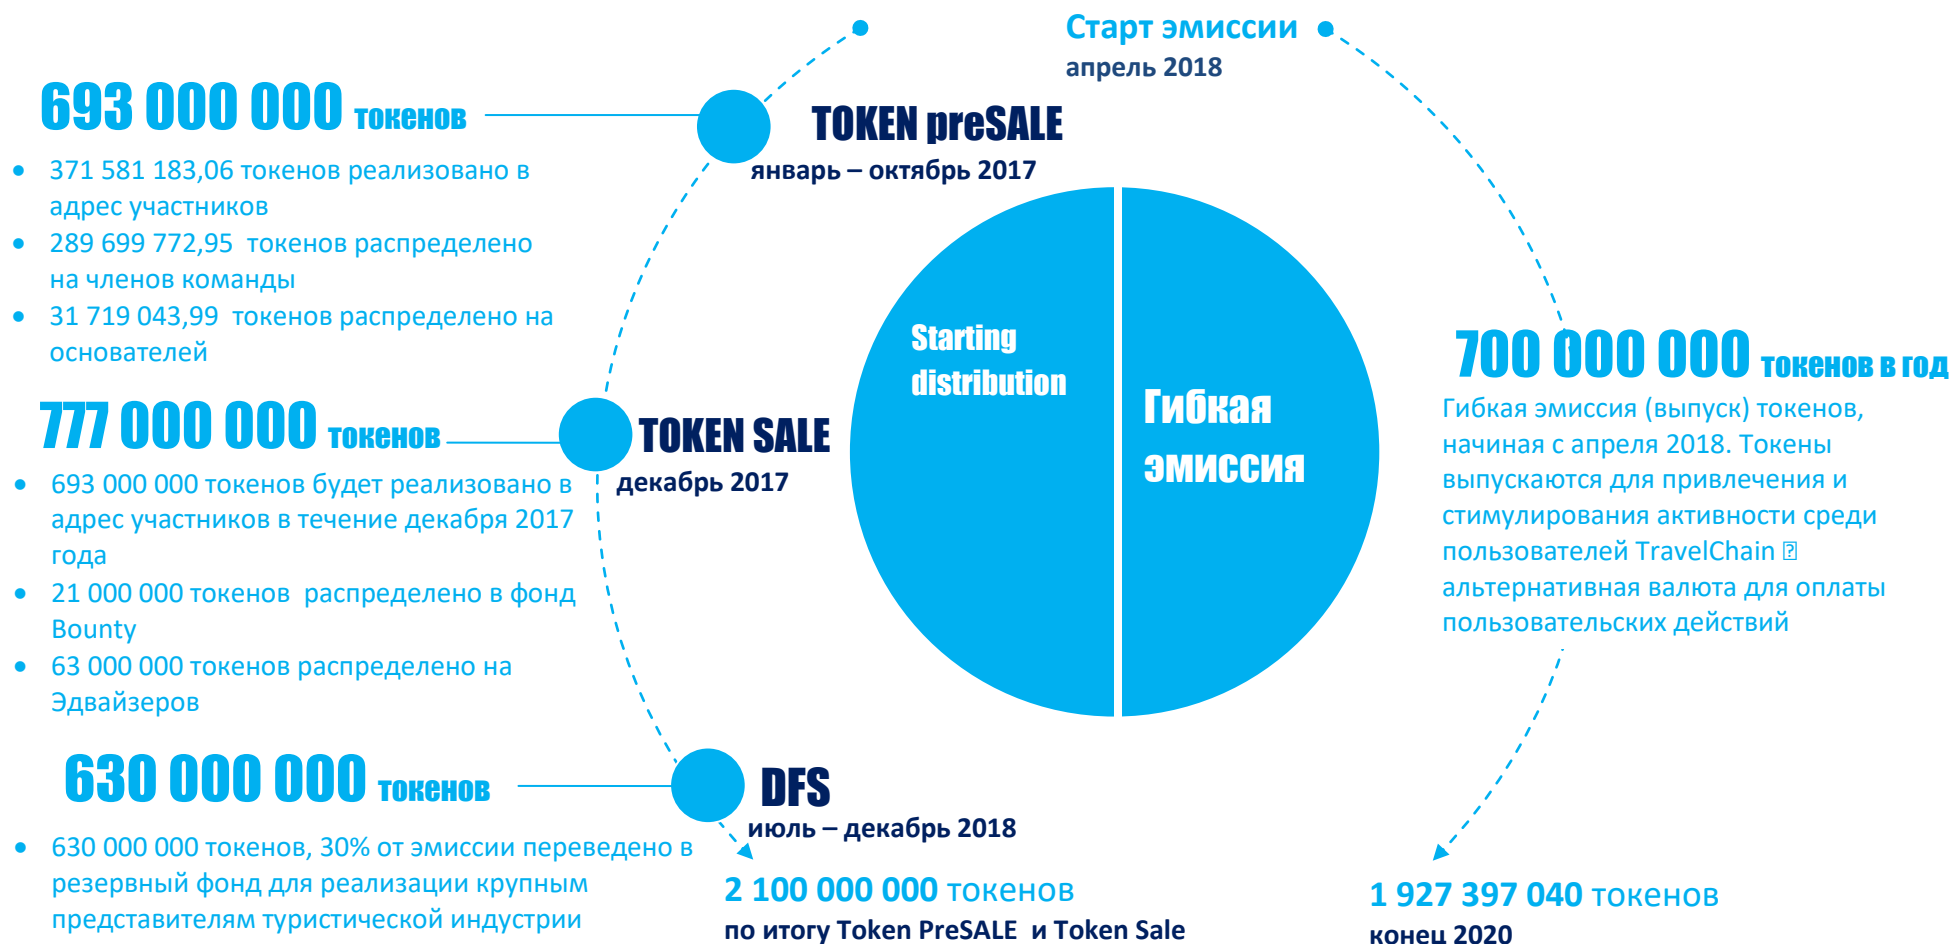 Старт эмиссии
апрель 2018
693 000 000 токенов
TOKEN preSALE
январь – октябрь 2017
• 371 581 183,06 токенов реализовано в
адрес участников
• 289 699 772,95 токенов распределено
на членов команды
• 31 719 043,99 токенов распределено на
основателей
777 000 000 токенов
TOKEN SALE
декабрь 2017
• 693 000 000 токенов будет реализовано в
адрес участников в течение декабря 2017
года
• 21 000 000 токенов распределено в фонд
Bounty
• 63 000 000 токенов распределено на
Эдвайзеров
630 000 000 токенов
DFS
июль – декабрь 2018
• 630 000 000 токенов, 30% от эмиссии переведено в
резервный фонд для реализации крупным
представителям туристической индустрии
2 100 000 000 токенов
по итогу Token PreSALE и Token Sale
Starting
distribution
Гибкая
эмиссия
700 000 000 токенов в год
Гибкая эмиссия (выпуск) токенов,
начиная с апреля 2018. Токены
выпускаются для привлечения и
стимулирования активности среди
пользователей TravelChain ⍰
альтернативная валюта для оплаты
пользовательских действий
1 927 397 040 токенов
конец 2020